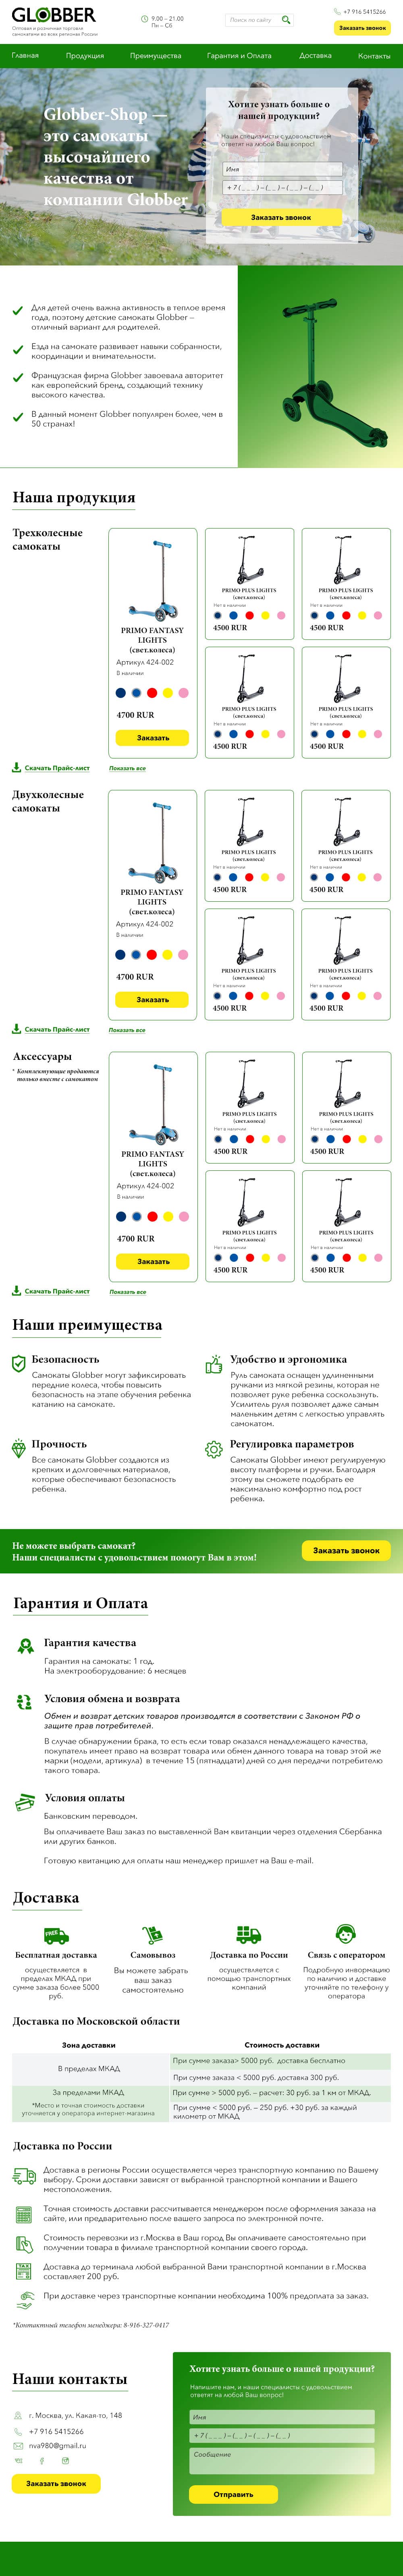 GLOBBER
Оптовая и розничная торговля
самокатами во всех регионах России
9.00 – 21.00
Пн – Сб
Поиск по сайту
+7 916 5415266
Заказать звонок
Главная
Продукция
Преимущества
Гарантия и Оплата
Доставка
Контакты
Globber-Shop —
это самокаты
высочайшего
качества от
компании Globber
Хотите узнать больше о
нашей продукции?
Наши специалисты с удовольствием
ответят на любой Ваш вопрос!
Имя
+ 7 ( _ _ _ ) – ( _ _ ) – ( _ _ ) – ( _ _ )
Заказать звонок
Для детей очень важна активность в теплое время
года, поэтому детские самокаты Globber –
отличный вариант для родителей.
Езда на самокате развивает навыки собранности,
координации и внимательности.
Французская фирма Globber завоевала авторитет
как европейский бренд, создающий технику
высокого качества.
В данный момент Globber популярен более, чем в
50 странах!
Наша продукция
Трехколесные
самокаты
PRIMO FANTASY
LIGHTS
(свет.колеса)
Артикул 424-002
В наличии
4700 RUR
Заказать
PRIMO PLUS LIGHTS
(свет.колеса)
Нет в наличии
4500 RUR
PRIMO PLUS LIGHTS
(свет.колеса)
Нет в наличии
4500 RUR
PRIMO PLUS LIGHTS
(свет.колеса)
Нет в наличии
4500 RUR
PRIMO PLUS LIGHTS
(свет.колеса)
Нет в наличии
4500 RUR
Скачать Прайс-лист
Показать все
Двухколесные
самокаты
PRIMO FANTASY
LIGHTS
(свет.колеса)
Артикул 424-002
В наличии
4700 RUR
Заказать
PRIMO PLUS LIGHTS
(свет.колеса)
Нет в наличии
4500 RUR
PRIMO PLUS LIGHTS
(свет.колеса)
Нет в наличии
4500 RUR
PRIMO PLUS LIGHTS
(свет.колеса)
Нет в наличии
4500 RUR
PRIMO PLUS LIGHTS
(свет.колеса)
Нет в наличии
4500 RUR
Скачать Прайс-лист
Показать все
Аксессуары
* Комплектующие продаются
только вместе с самокатом
PRIMO FANTASY
LIGHTS
(свет.колеса)
Артикул 424-002
В наличии
4700 RUR
Заказать
PRIMO PLUS LIGHTS
(свет.колеса)
Нет в наличии
4500 RUR
PRIMO PLUS LIGHTS
(свет.колеса)
Нет в наличии
4500 RUR
PRIMO PLUS LIGHTS
(свет.колеса)
Нет в наличии
4500 RUR
PRIMO PLUS LIGHTS
(свет.колеса)
Нет в наличии
4500 RUR
Скачать Прайс-лист
Показать все
Наши преимущества
Безопасность
Самокаты Globber могут зафиксировать
передние колеса, чтобы повысить
безопасность на этапе обучения ребенка
катанию на самокате.
Удобство и эргономика
Руль самоката оснащен удлиненными
ручками из мягкой резины, которая не
позволяет руке ребенка соскользнуть.
Усилитель руля позволяет даже самым
маленьким детям с легкостью управлять
самокатом.
Прочность
Все самокаты Globber создаются из
крепких и долговечных материалов,
которые обеспечивают безопасность
ребенка.
Регулировка параметров
Самокаты Globber имеют регулируемую
высоту платформы и ручки. Благодаря
этому вы сможете подобрать ее
максимально комфортно под рост
ребенка.
Не можете выбрать самокат?
Наши специалисты с удовольствием помогут Вам в этом!
Заказать звонок
Гарантия и Оплата
Гарантия качества
Гарантия на самокаты: 1 год.
На электрооборудование: 6 месяцев
Условия обмена и возврата
Обмен и возврат детских товаров производятся в соответствии с Законом РФ о
защите прав потребителей.
В случае обнаружении брака, то есть если товар оказался ненадлежащего качества,
покупатель имеет право на возврат товара или обмен данного товара на товар этой же
марки (модели, артикула) в течение 15 (пятнадцати) дней со дня передачи потребителю
такого товара.
Условия оплаты
Банковским переводом.
Вы оплачиваете Ваш заказ по выставленной Вам квитанции через отделения Сбербанка
или других банков.
Готовую квитанцию для оплаты наш менеджер пришлет на Ваш e-mail.
Доставка
FREE
Бесплатная доставка
осуществляется в
пределах МКАД при
сумме заказа более 5000
руб.
Самовывоз
Вы можете забрать
ваш заказ
самостоятельно
Доставка по России
осуществляется с
помощью транспортных
компаний
Связь с оператором
Подробную информацию
по наличию и доставке
уточняйте по телефону у
оператора
Доставка по Московской области
Зона доставки
Стоимость доставки
В пределах МКАД
При сумме заказа> 5000 руб. доставка бесплатно
При сумме заказа < 5000 руб. доставка 300 руб.
За пределами МКАД
*Место и точная стоимость доставки
уточняется у оператора интернет-магазина
При сумме > 5000 руб. — расчет: 30 руб. за 1 км от МКАД.
При сумме < 5000 руб. — 250 руб. +30 руб. за каждый
километр от МКАД
Доставка по России
Доставка в регионы России осуществляется через транспортную компанию по Вашему
выбору. Сроки доставки зависят от выбранной транспортной компании и Вашего
местоположения.
Точная стоимость доставки рассчитывается менеджером после оформления заказа на
сайте, или предварительно после вашего запроса по электронной почте.
Стоимость перевозки из г.Москва в Ваш город Вы оплачиваете самостоятельно при
получении товара в филиале транспортной компании своего города.
Доставка до терминала любой выбраной Вами транспортной компании в г.Москва
составляет 200 руб.
При доставке через транспортные компании необходима 100% предоплата за заказ.
*Контактный телефон менеджера: 8-916-327-0417
Наши контакты
г. Москва, ул. Какая-то, 148
+7 916 5415266
nva980@gmail.ru
Заказать звонок
Хотите узнать больше о нашей продукции?
Напишите нам, и наши специалисты с удовольствием
ответят на любой Ваш вопрос!
Имя
+ 7 ( _ _ _ ) – ( _ _ ) – ( _ _ ) – ( _ _ )
Сообщение
Отправить